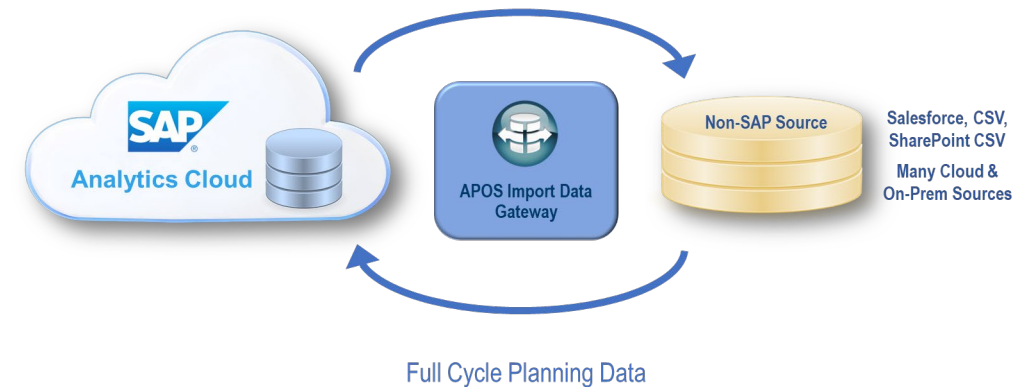 SAP
®
Analytics Cloud
APOS Import Data
Gateway
Non-SAP Source
Salesforce, CSV,
SharePoint CSV
Many Cloud &
On-Prem Sources
Full Cycle Planning Data